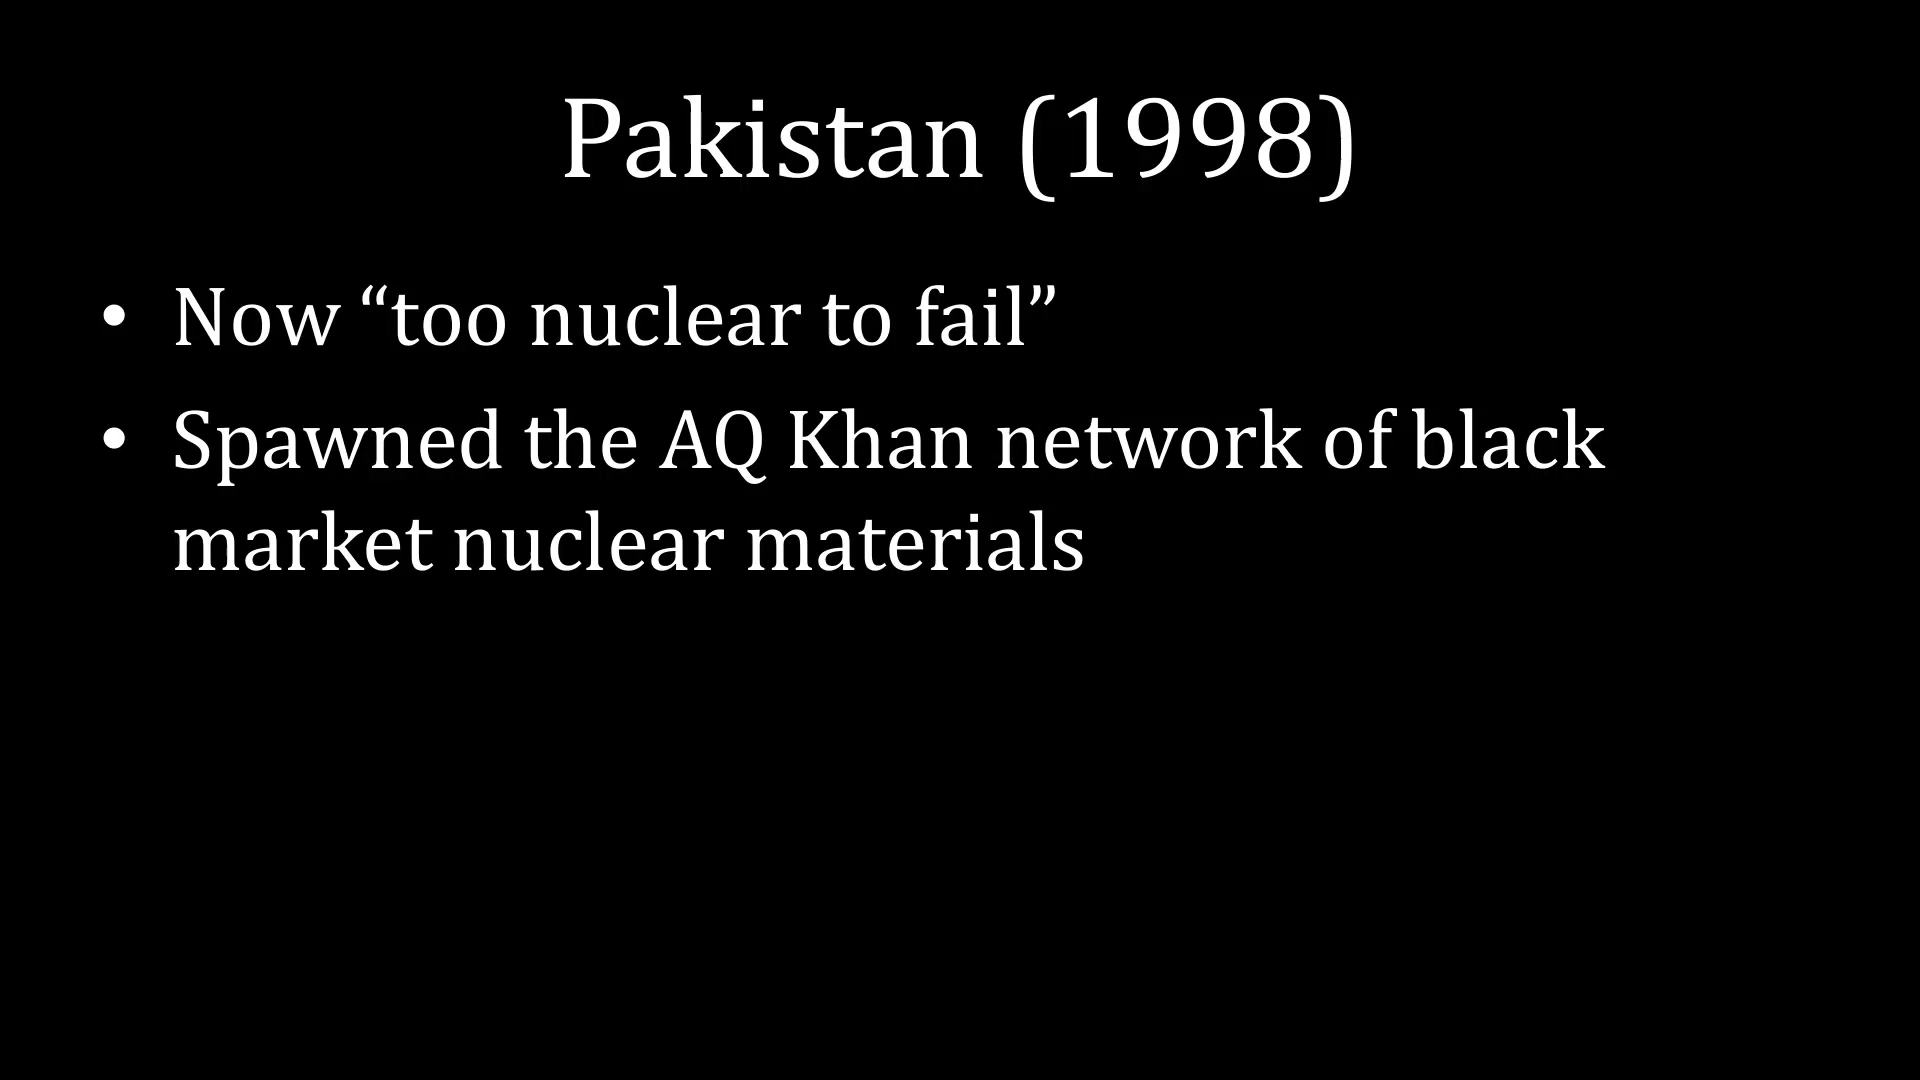 Pakistan (1998)
• Now “too nuclear to fail”
• Spawned the AQ Khan network of black
market nuclear materials